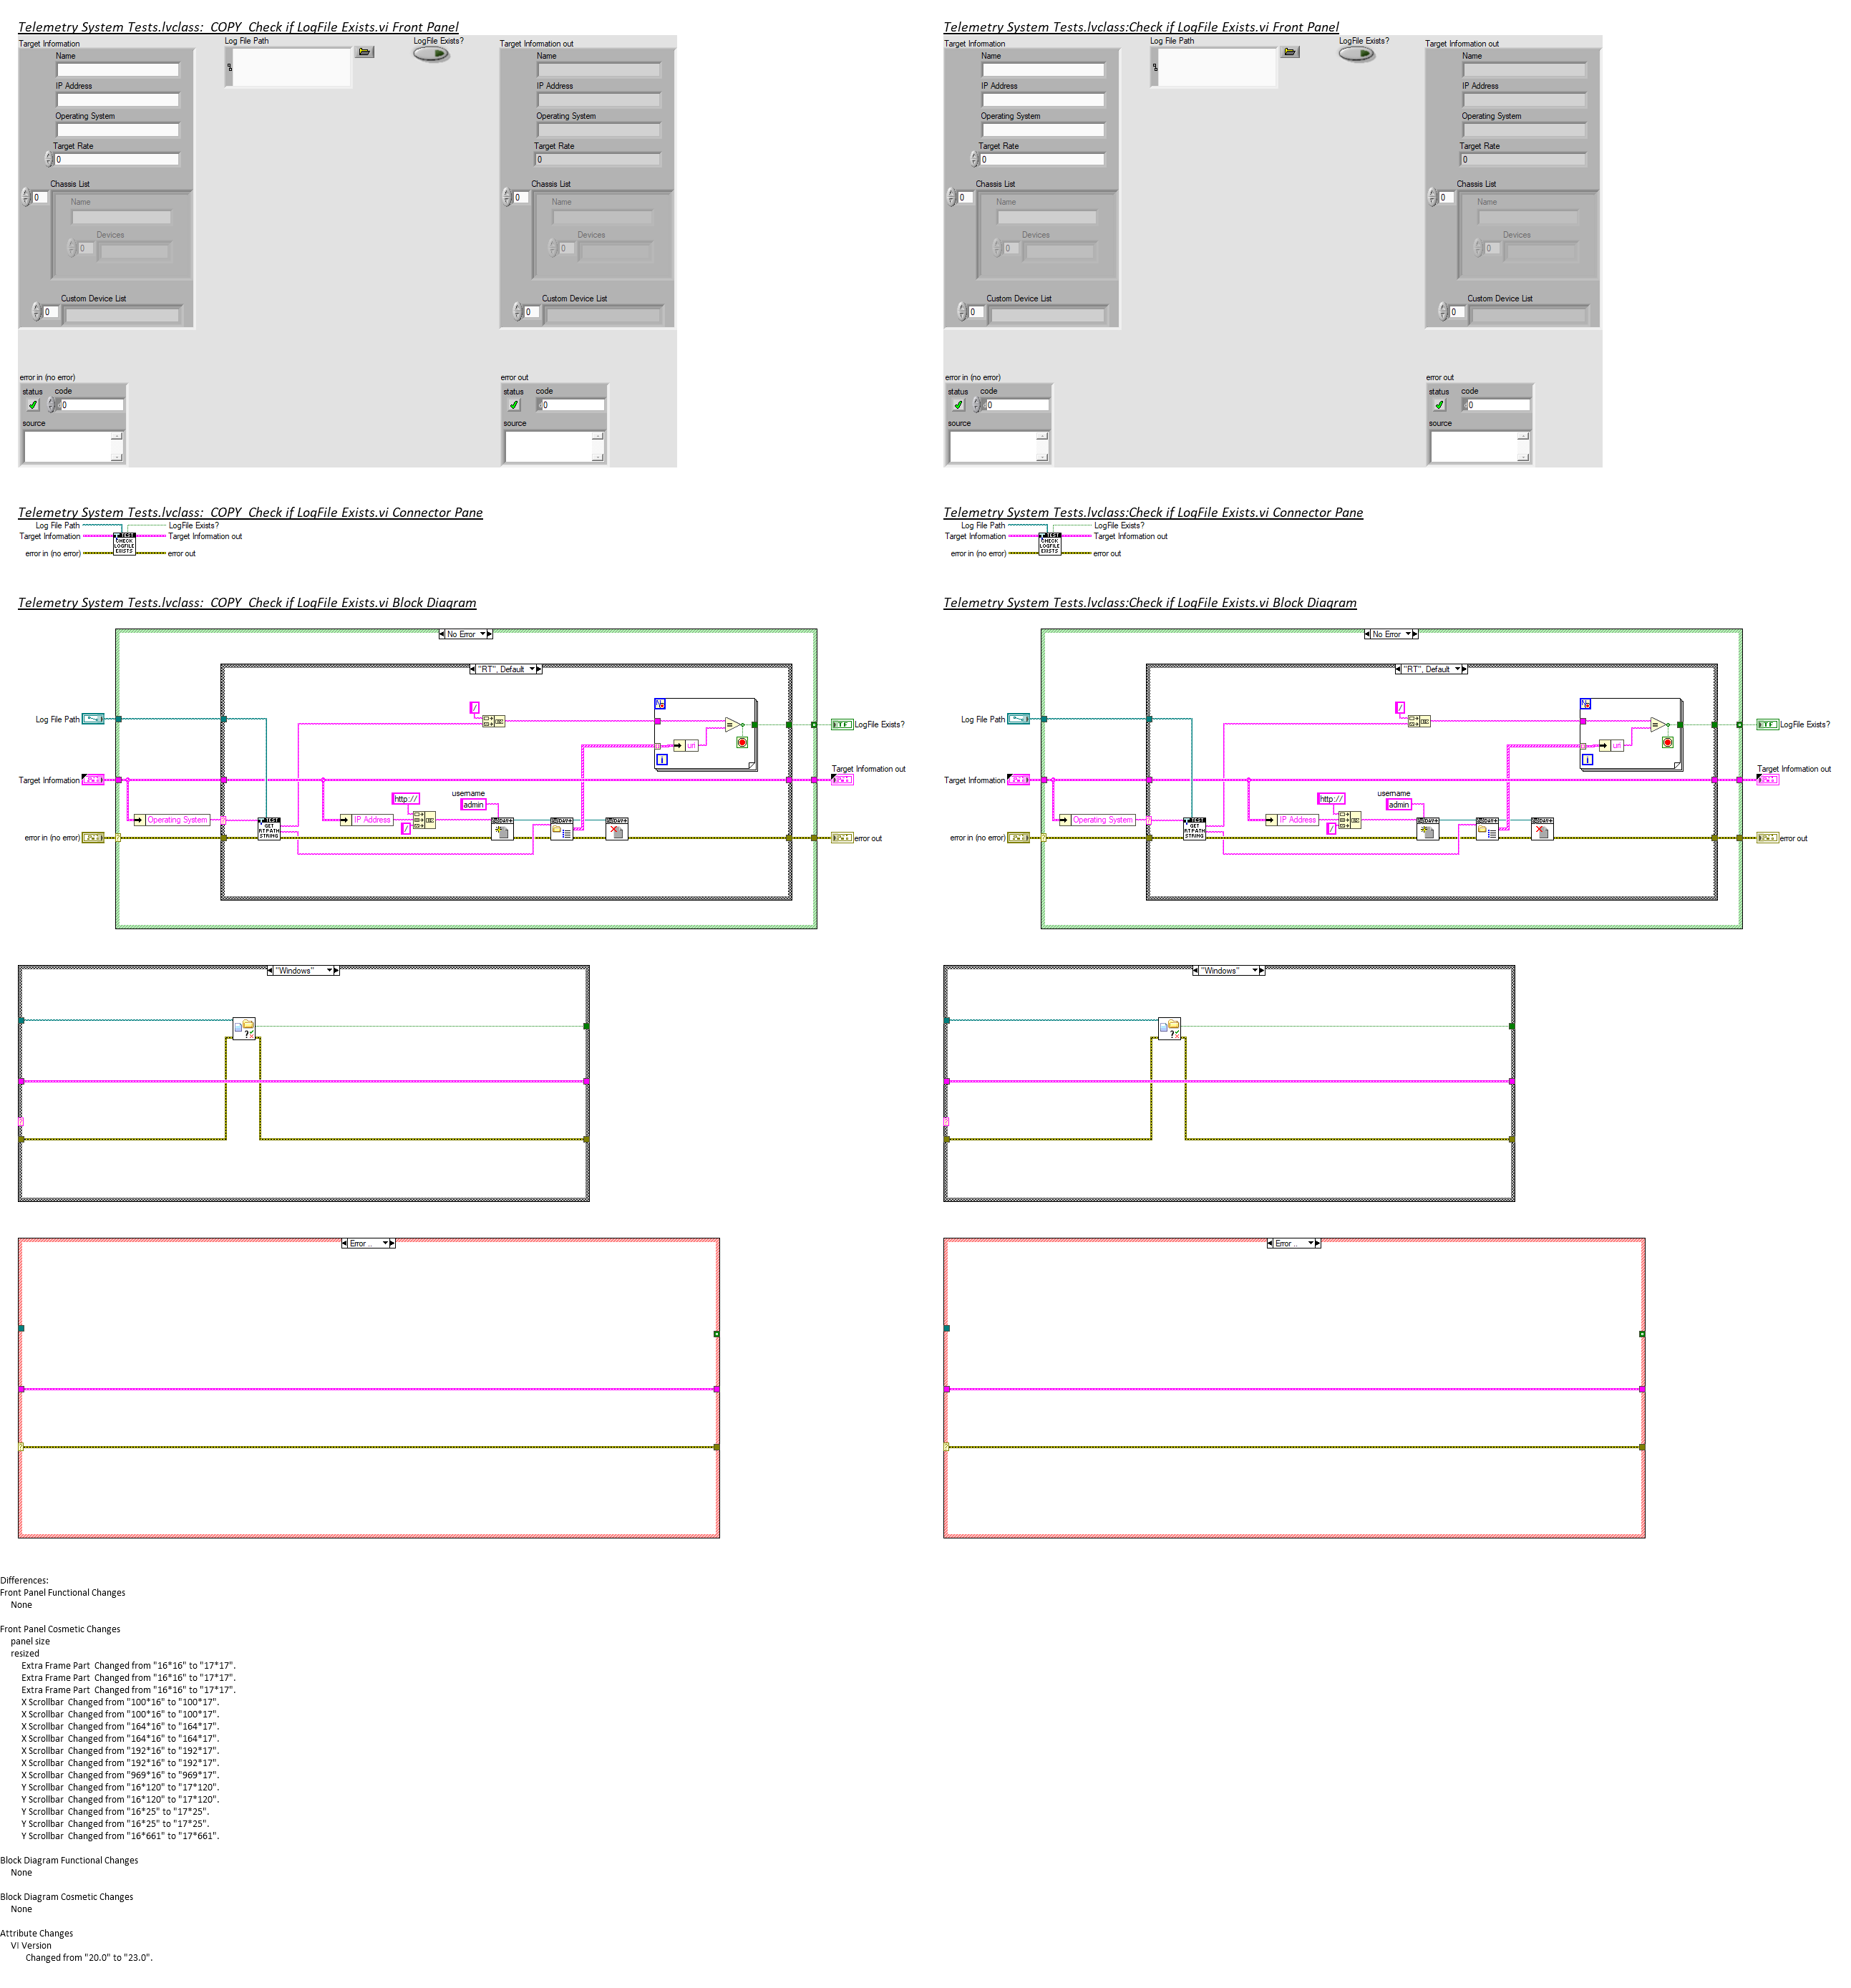 Telemetry System Tests.lvclass:  COPY  Check if LogFile Exists.vi Front Panel
Target Information
Name
IP Address
Operating System
Target Rate
0
Chassis List
0
Name
Devices
0
Custom Device List
0
Log File Path
LogFile Exists?
Target Information out
Name
IP Address
Operating System
Target Rate
0
Chassis List
0
Name
Devices
0
Custom Device List
0
error in (no error)
status code
0
source
error out
status code
0
source
Telemetry System Tests.lvclass:Check if LogFile Exists.vi Front Panel
Target Information
Name
IP Address
Operating System
Target Rate
0
Chassis List
0
Name
Devices
0
Custom Device List
0
Log File Path
LogFile Exists?
Target Information out
Name
IP Address
Operating System
Target Rate
0
Chassis List
0
Name
Devices
0
Custom Device List
0
error in (no error)
status code
0
source
error out
status code
0
source
Telemetry System Tests.lvclass:  COPY  Check if LogFile Exists.vi Connector Pane
Log File Path
LogFile Exists?
Target Information
Target Information out
error in (no error)
error out
TEST
CHECK
LOGFILE
EXISTS
Telemetry System Tests.lvclass:Check if LogFile Exists.vi Connector Pane
Log File Path
LogFile Exists?
Target Information
Target Information out
error in (no error)
error out
TEST
CHECK
LOGFILE
EXISTS
Telemetry System Tests.lvclass:  COPY  Check if LogFile Exists.vi Block Diagram
No Error
"RT", Default
Log File Path
/
N
=
uri
i
TF
LogFile Exists?
Target Information
Target Information out
http://
username
admin
Operating System
TEST
GET
RTPATH
STRING
IP Address
/
error in (no error)
error out
"Windows"
Error ..
Telemetry System Tests.lvclass:Check if LogFile Exists.vi Block Diagram
No Error
"RT", Default
Log File Path
/
N
=
uri
i
TF
LogFile Exists?
Target Information
Target Information out
http://
username
admin
Operating System
TEST
GET
RTPATH
STRING
IP Address
/
error in (no error)
error out
"Windows"
Error ..
Differences:
Front Panel Functional Changes
None
Front Panel Cosmetic Changes
panel size
resized
Extra Frame Part  Changed from "16*16" to "17*17".
Extra Frame Part  Changed from "16*16" to "17*17".
Extra Frame Part  Changed from "16*16" to "17*17".
X Scrollbar  Changed from "100*16" to "100*17".
X Scrollbar  Changed from "100*16" to "100*17".
X Scrollbar  Changed from "164*16" to "164*17".
X Scrollbar  Changed from "164*16" to "164*17".
X Scrollbar  Changed from "192*16" to "192*17".
X Scrollbar  Changed from "192*16" to "192*17".
X Scrollbar  Changed from "969*16" to "969*17".
Y Scrollbar  Changed from "16*120" to "17*120".
Y Scrollbar  Changed from "16*120" to "17*120".
Y Scrollbar  Changed from "16*25" to "17*25".
Y Scrollbar  Changed from "16*25" to "17*25".
Y Scrollbar  Changed from "16*661" to "17*661".
Block Diagram Functional Changes
None
Block Diagram Cosmetic Changes
None
Attribute Changes
VI Version
Changed from "20.0" to "23.0".